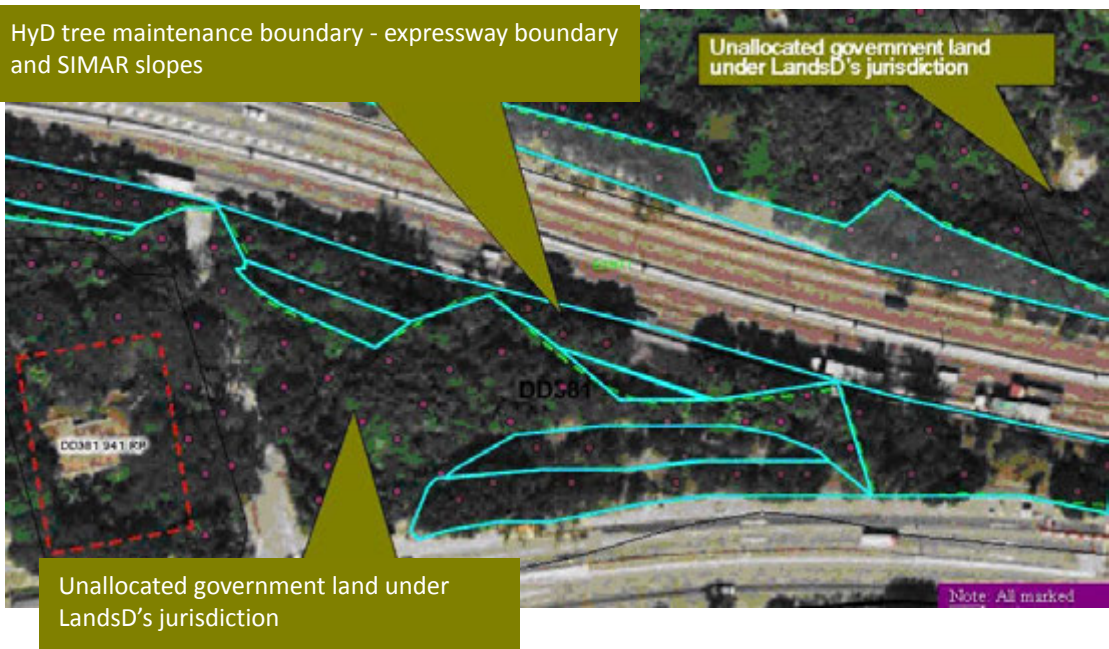 HyD tree maintenance boundary - expressway boundary
and SIMAR slopes
Unallocated government land
under LandsD's jurisdiction
DD381
DD381 941 RP
Unallocated government land under
LandsD’s jurisdiction
Note: All marked